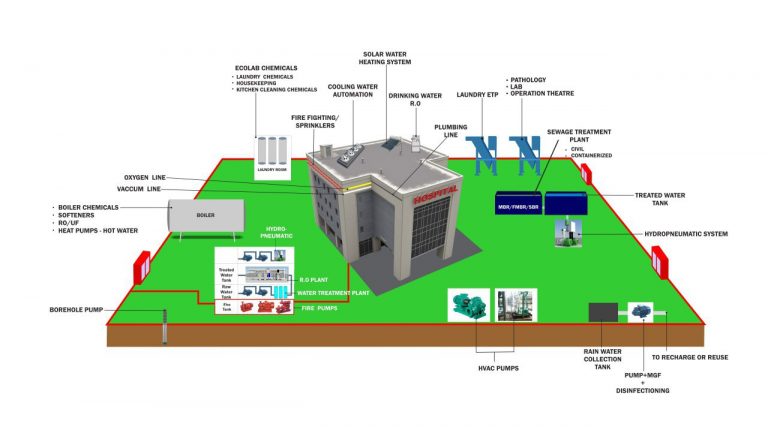 SOLAR WATER
HEATING SYSTEM
ECOLAB CHEMICALS
• LAUNDRY CHEMICALS
• HOUSEKEEPING
• KITCHEN CLEANING CHEMICALS
COOLING WATER
AUTOMATION
DRINKING WATER
R.O
LAUNDRY ETP
• PATHOLOGY
• LAB
• OPERATION THEATRE
FIRE FIGHTING/
SPRINKLERS
PLUMBING
LINE
SEWAGE TREATMENT
PLANT
• CIVIL
• CONTAINERIZED
LAUNDRY ROOM
OXYGEN LINE
VACCUM LINE
HOSPITAL
TREATED WATER
TANK
MBR/FMBR/SBR
• BOILER CHEMICALS
• SOFTENERS
• RO/UF
• HEAT PUMPS - HOT WATER
BOILER
HYDRO-
PNEUMATIC
HYDROPNEUMATIC SYSTEM
Treated
Water
Tank
R.O PLANT
Raw
Water
Tank
WATER TREATMENT PLANT
Fire
Tank
FIRE PUMPS
BOREHOLE PUMP
HVAC PUMPS
RAIN WATER
COLLECTION
TANK
TO RECHARGE OR REUSE
PUMP+MGF
+
DISINFECTIONING